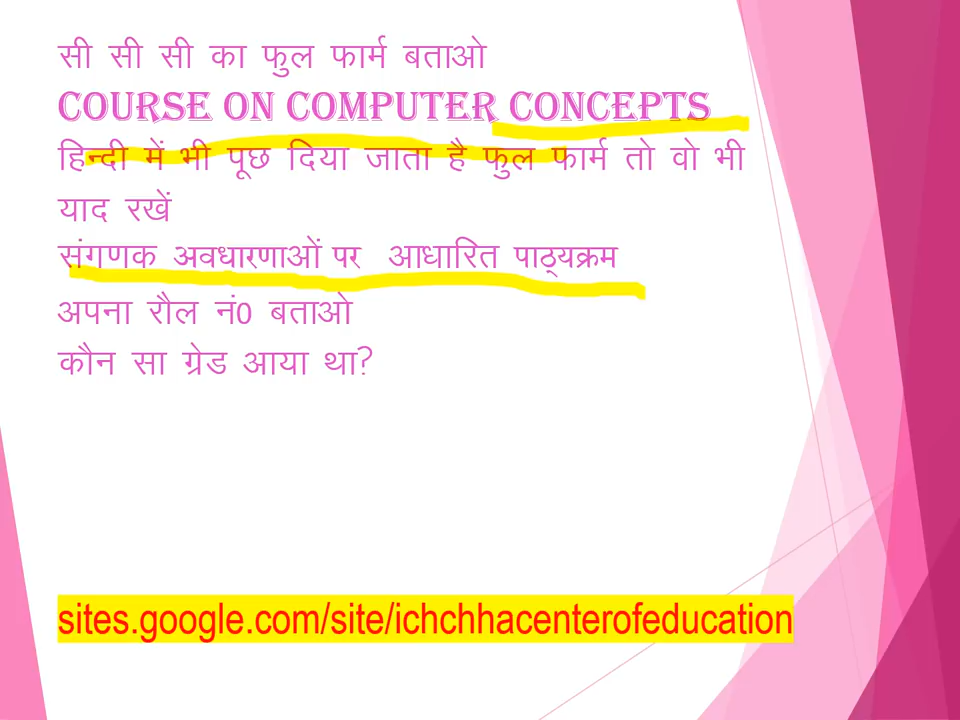 सी सी सी का फुल फार्म बताओ
COURSE ON COMPUTER CONCEPTS
हिन्दी में भी पूछ दिया जाता है फुल फार्म तो वो भी
याद रखें
संगणक अवधारणाओं पर आधारित पाठ्यक्रम
अपना रौल नं0 बताओ
कौन सा ग्रेड आया था?
sites.google.com/site/ichchhacenterofeducation